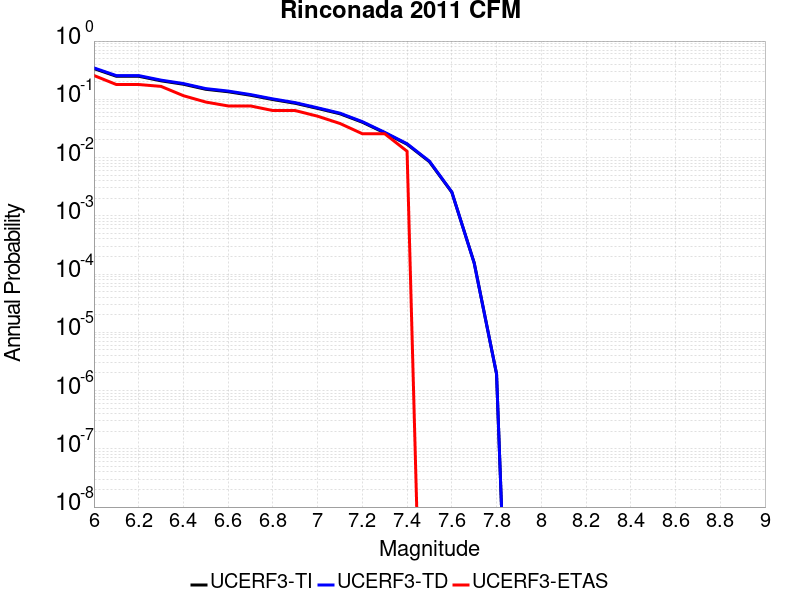 Rinconada 2011 CFM
10^0
10^-1
10^-2
10^-3
10^-4
10^-5
10^-6
10^-7
10^-8
Annual Probability
6 6.2 6.4 6.6 6.8 7 7.2 7.4 7.6 7.8 8 8.2 8.4 8.6 8.8 9
Magnitude
UCERF3-TI UCERF3-TD UCERF3-ETAS